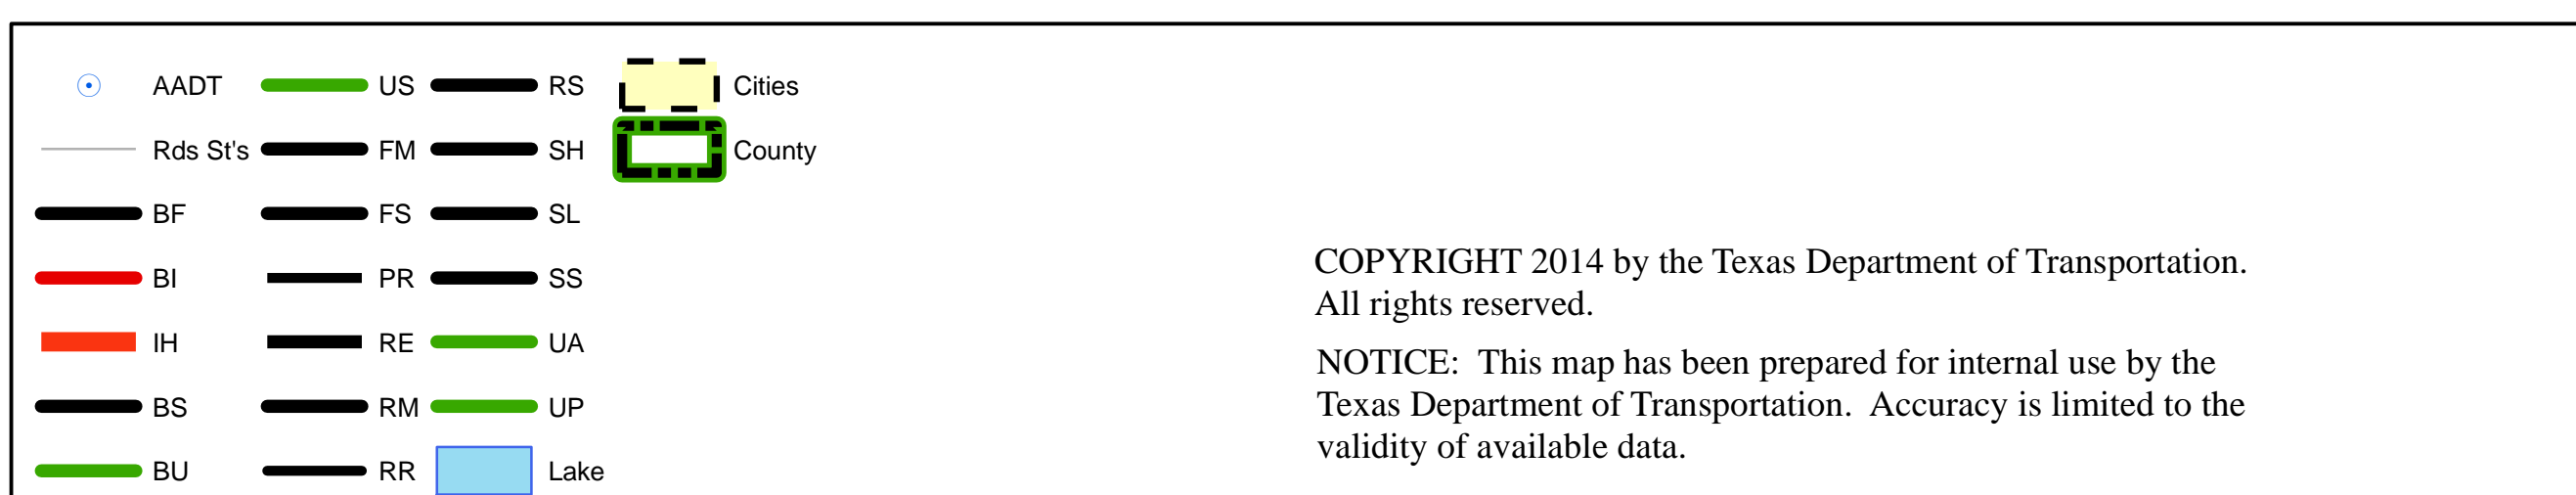 AADT
Rds St's
BF
BI
IH
BS
BU
US
FM
FS
PR
RE
RM
RR
RS
SH
SL
SS
UA
UP
Lake
Cities
County
COPYRIGHT 2014 by the Texas Department of Transportation.
All rights reserved.
NOTICE:  This map has been prepared for internal use by the
Texas Department of Transportation.  Accuracy is limited to the
validity of available data.